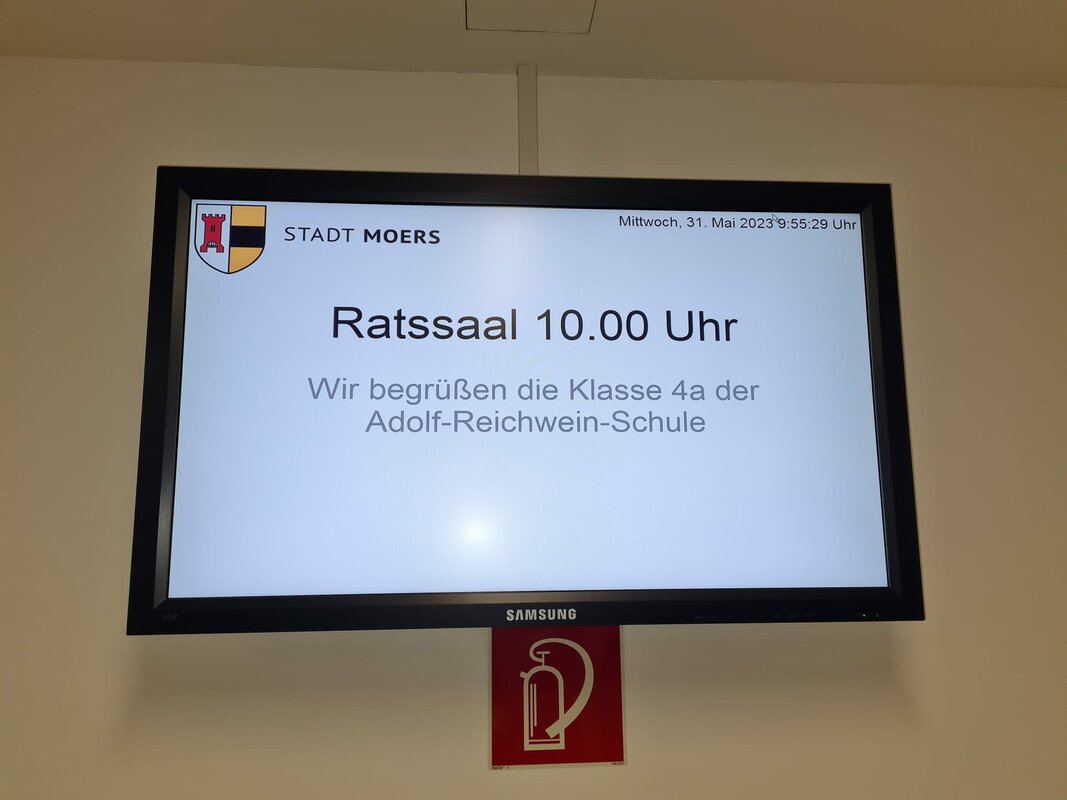 STADT MOERS
Mittwoch, 31. Mai 2023 9:55:29 Uhr
Ratssaal 10.00 Uhr
Wir begrüßen die Klasse 4a der
Adolf-Reichwein-Schule
SAMSUNG